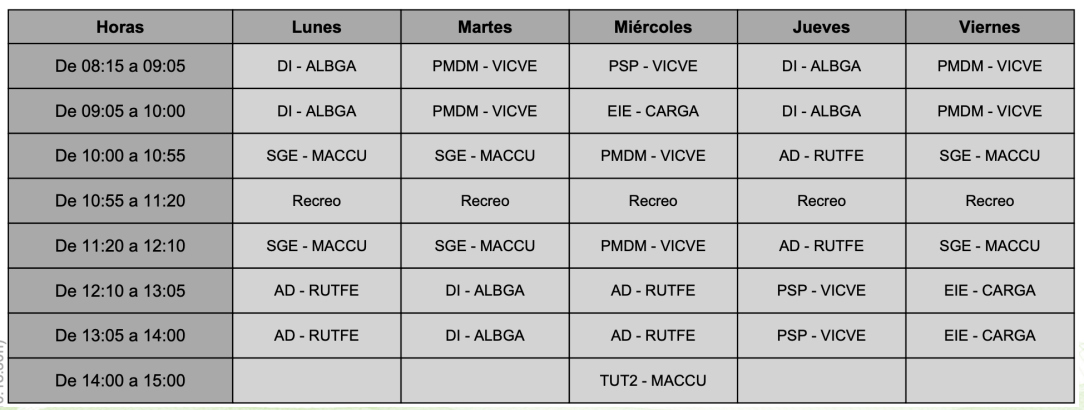 Horas Lunes Martes Miércoles Jueves Viernes
De 08:15 a 09:05 DI - ALBGA PMDM - VICVE PSP - VICVE DI - ALBGA PMDM - VICVE
De 09:05 a 10:00 DI - ALBGA PMDM - VICVE EIE - CARGA DI - ALBGA PMDM - VICVE
De 10:00 a 10:55 SGE - MACCU SGE - MACCU PMDM - VICVE AD - RUTFE SGE - MACCU
De 10:55 a 11:20 Recreo Recreo Recreo Recreo Recreo
De 11:20 a 12:10 SGE - MACCU SGE - MACCU PMDM - VICVE AD - RUTFE SGE - MACCU
De 12:10 a 13:05 AD - RUTFE DI - ALBGA AD - RUTFE PSP - VICVE EIE - CARGA
De 13:05 a 14:00 AD - RUTFE DI - ALBGA AD - RUTFE PSP - VICVE EIE - CARGA
De 14:00 a 15:00 TUT2 - MACCU